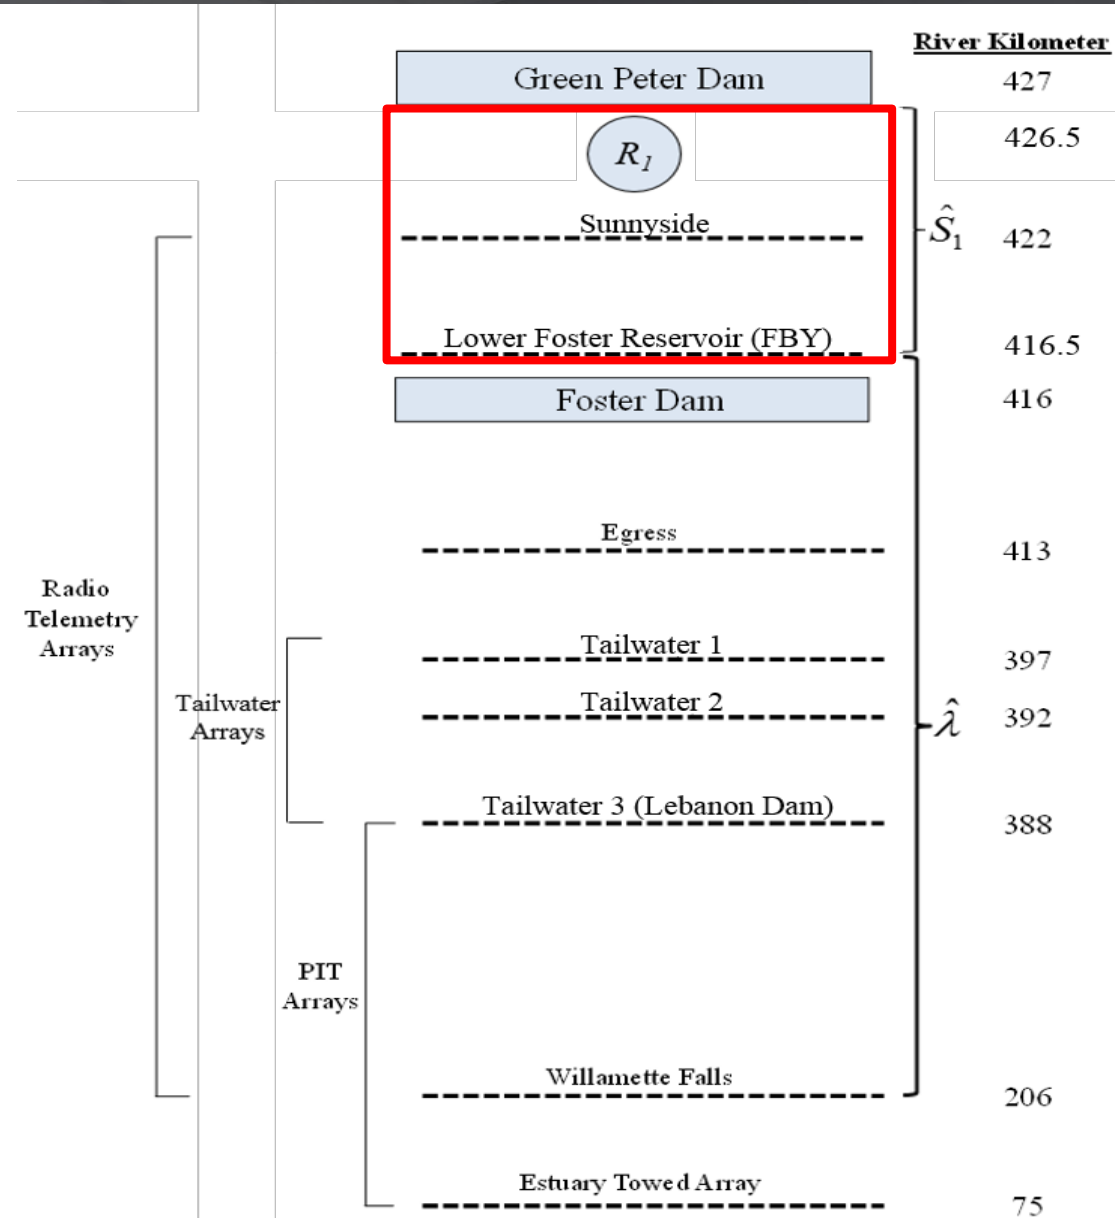 River Kilometer
Green Peter Dam
427
R1
426.5
Sunnyside
Ŝ1
422
Lower Foster Reservoir (FBY)
416.5
Foster Dam
416
Egress
413
Radio
Telemetry
Arrays
Tailwater 1
397
Tailwater
Arrays
Tailwater 2
392
λ̂
Tailwater 3 (Lebanon Dam)
388
PIT
Arrays
Willamette Falls
206
Estuary Towed Array
75